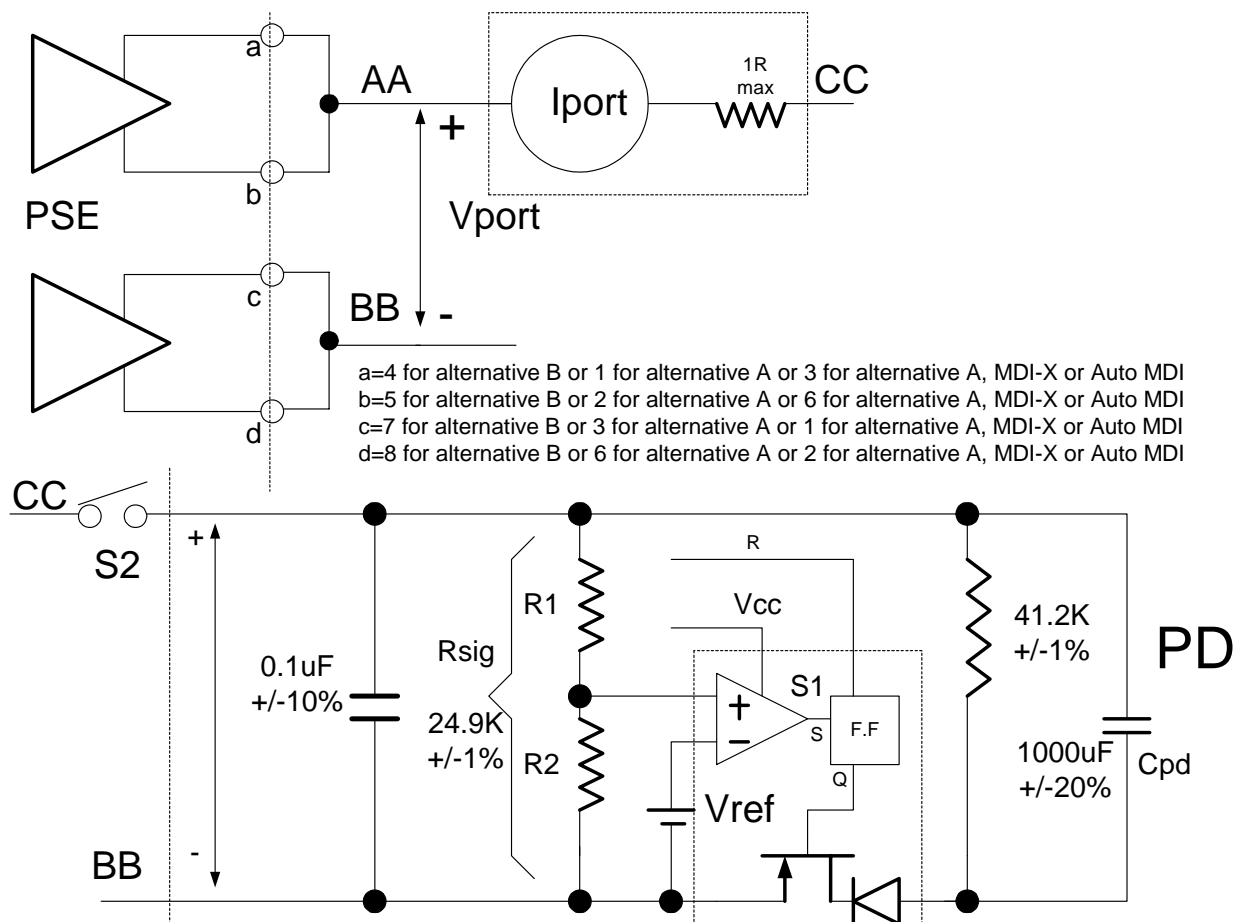 a
AA
Iport
1R
max
CC
+
b
PSE
Vport
c
BB
-
d
a=4 for alternative B or 1 for alternative A or 3 for alternative A, MDI-X or Auto MDI
b=5 for alternative B or 2 for alternative A or 6 for alternative A, MDI-X or Auto MDI
c=7 for alternative B or 3 for alternative A or 1 for alternative A, MDI-X or Auto MDI
d=8 for alternative B or 6 for alternative A or 2 for alternative A, MDI-X or Auto MDI
CC
S2
+
R
R1
Vcc
41.2K
+/-1%
PD
Rsig
0.1uF
+/-10%
24.9K
+/-1%
S1
+
-
S
F.F
Q
R2
Vref
1000uF
+/-20%
Cpd
BB
-